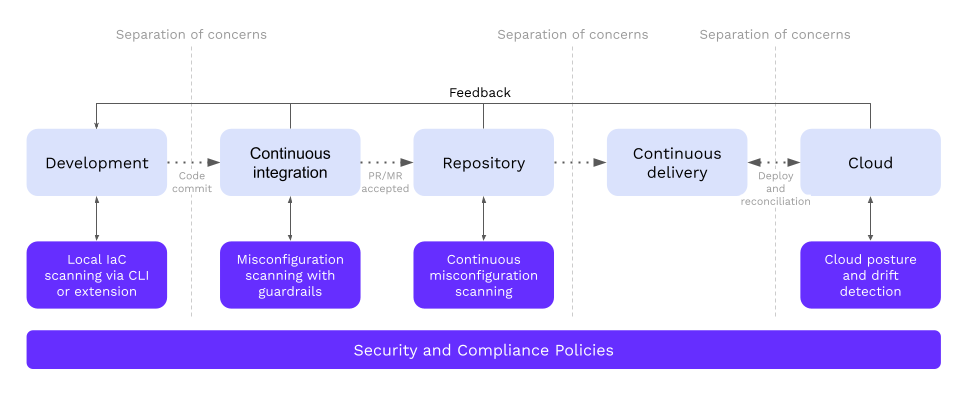 Separation of concerns
Separation of concerns
Separation of concerns
Feedback
Development
Continuous
integration
Repository
Continuous
delivery
Cloud
Code
commit
PR/MR
accepted
Deploy
and
reconciliation
Local IaC
scanning via CLI
or extension
Misconfiguration
scanning with
guardrails
Continuous
misconfiguration
scanning
Cloud posture
and drift
detection
Security and Compliance Policies